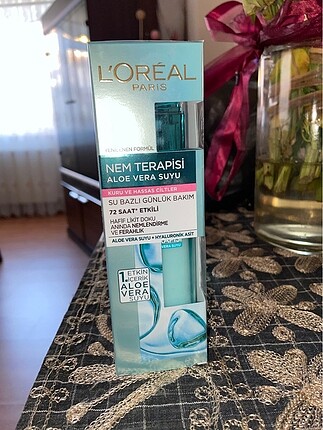 L'ORÉAL
PARIS
YENİLENEN FORMÜL
NEM TERAPİSİ
ALOE VERA SUYU
KURU VE HASSAS CİLTLER
SU BAZLI GÜNLÜK BAKIM
72 SAAT* ETKİLİ
HAFİF LİKİT DOKU
ANINDA NEMLENDİRME
VE FERAHLIK
ALOE VERA SUYU + HYALURONİK ASİT
VERA SUYU
1 ETKİN
İÇERİK
ALOE
VERA
SUYU